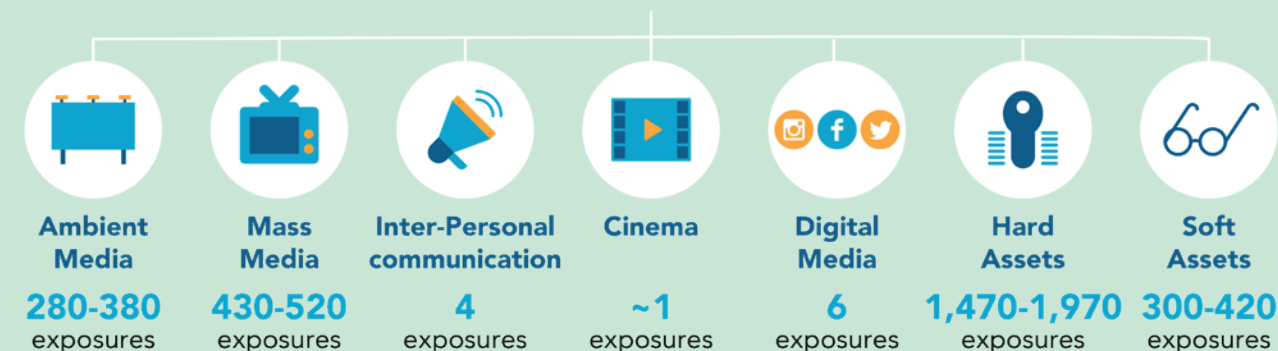 Ambient
Media
280-380
exposures
Mass
Media
430-520
exposures
Inter-Personal
communication
4
exposures
Cinema
~1
exposures
Digital
Media
6
exposures
Hard
Assets
1,470-1,970
exposures
Soft
Assets
300-420
exposures